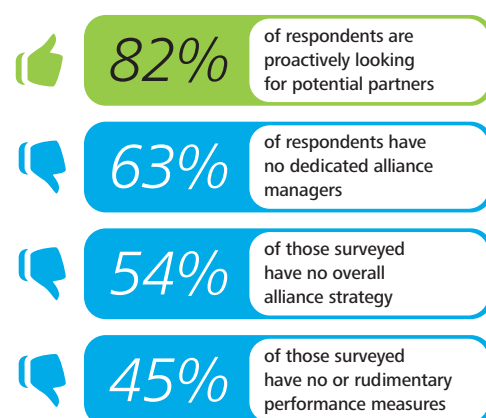 82%
of respondents are
proactively looking
for potential partners
63%
of respondents have
no dedicated alliance
managers
54%
of those surveyed
have no overall
alliance strategy
45%
of those surveyed
have no or rudimentary
performance measures